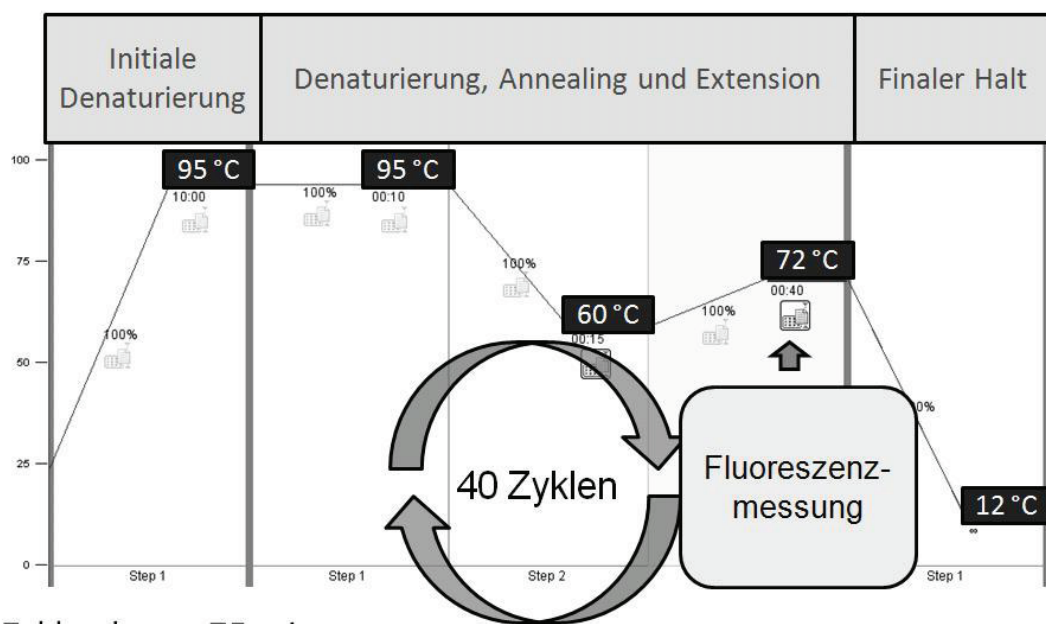 Initiale
Denaturierung
Denaturierung, Annealing und Extension
Finaler Halt
100
95 °C
10:00
95 °C
100%
00:10
75
100%
72 °C
00:40
100%
60 °C
00:15
100%
50
25
40 Zyklen
Fluoreszenz-
messung
12 °C
∞
0
Step 1
Step 1
Step 2
Step 1